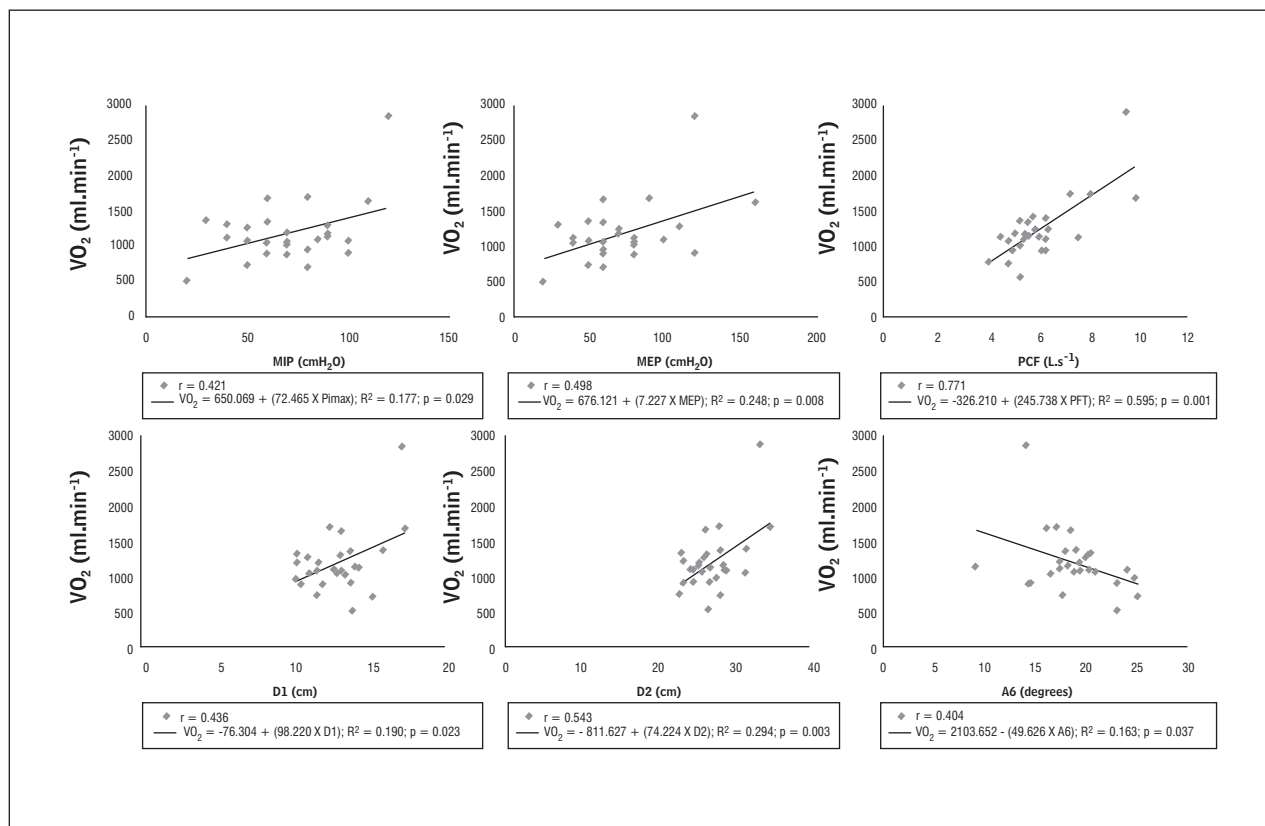 VO₂ (ml.min⁻¹)
3000
2500
2000
1500
1000
500
0
0 50 100 150
MIP (cmH₂O)
r = 0.421
VO₂ = 650.069 + (72.465 X Pimax); R² = 0.177; p = 0.029
VO₂ (ml.min⁻¹)
3000
2500
2000
1500
1000
500
0
0 50 100 150 200
MEP (cmH₂O)
r = 0.498
VO₂ = 676.121 + (7.227 X MEP); R² = 0.248; p = 0.008
VO₂ (ml.min⁻¹)
3000
2500
2000
1500
1000
500
0
0 2 4 6 8 10 12
PCF (L.s⁻¹)
r = 0.771
VO₂ = -326.210 + (245.738 X PFT); R² = 0.595; p = 0.001
VO₂ (ml.min⁻¹)
3000
2500
2000
1500
1000
500
0
0 5 10 15 20
D1 (cm)
r = 0.436
VO₂ = -76.304 + (98.220 X D1); R² = 0.190; p = 0.023
VO₂ (ml.min⁻¹)
3000
2500
2000
1500
1000
500
0
0 10 20 30 40
D2 (cm)
r = 0.543
VO₂ = - 811.627 + (74.224 X D2); R² = 0.294; p = 0.003
VO₂ (ml.min⁻¹)
3000
2500
2000
1500
1000
500
0
0 5 10 15 20 25 30
A6 (degrees)
r = 0.404
VO₂ = 2103.652 - (49.626 X A6); R² = 0.163; p = 0.037